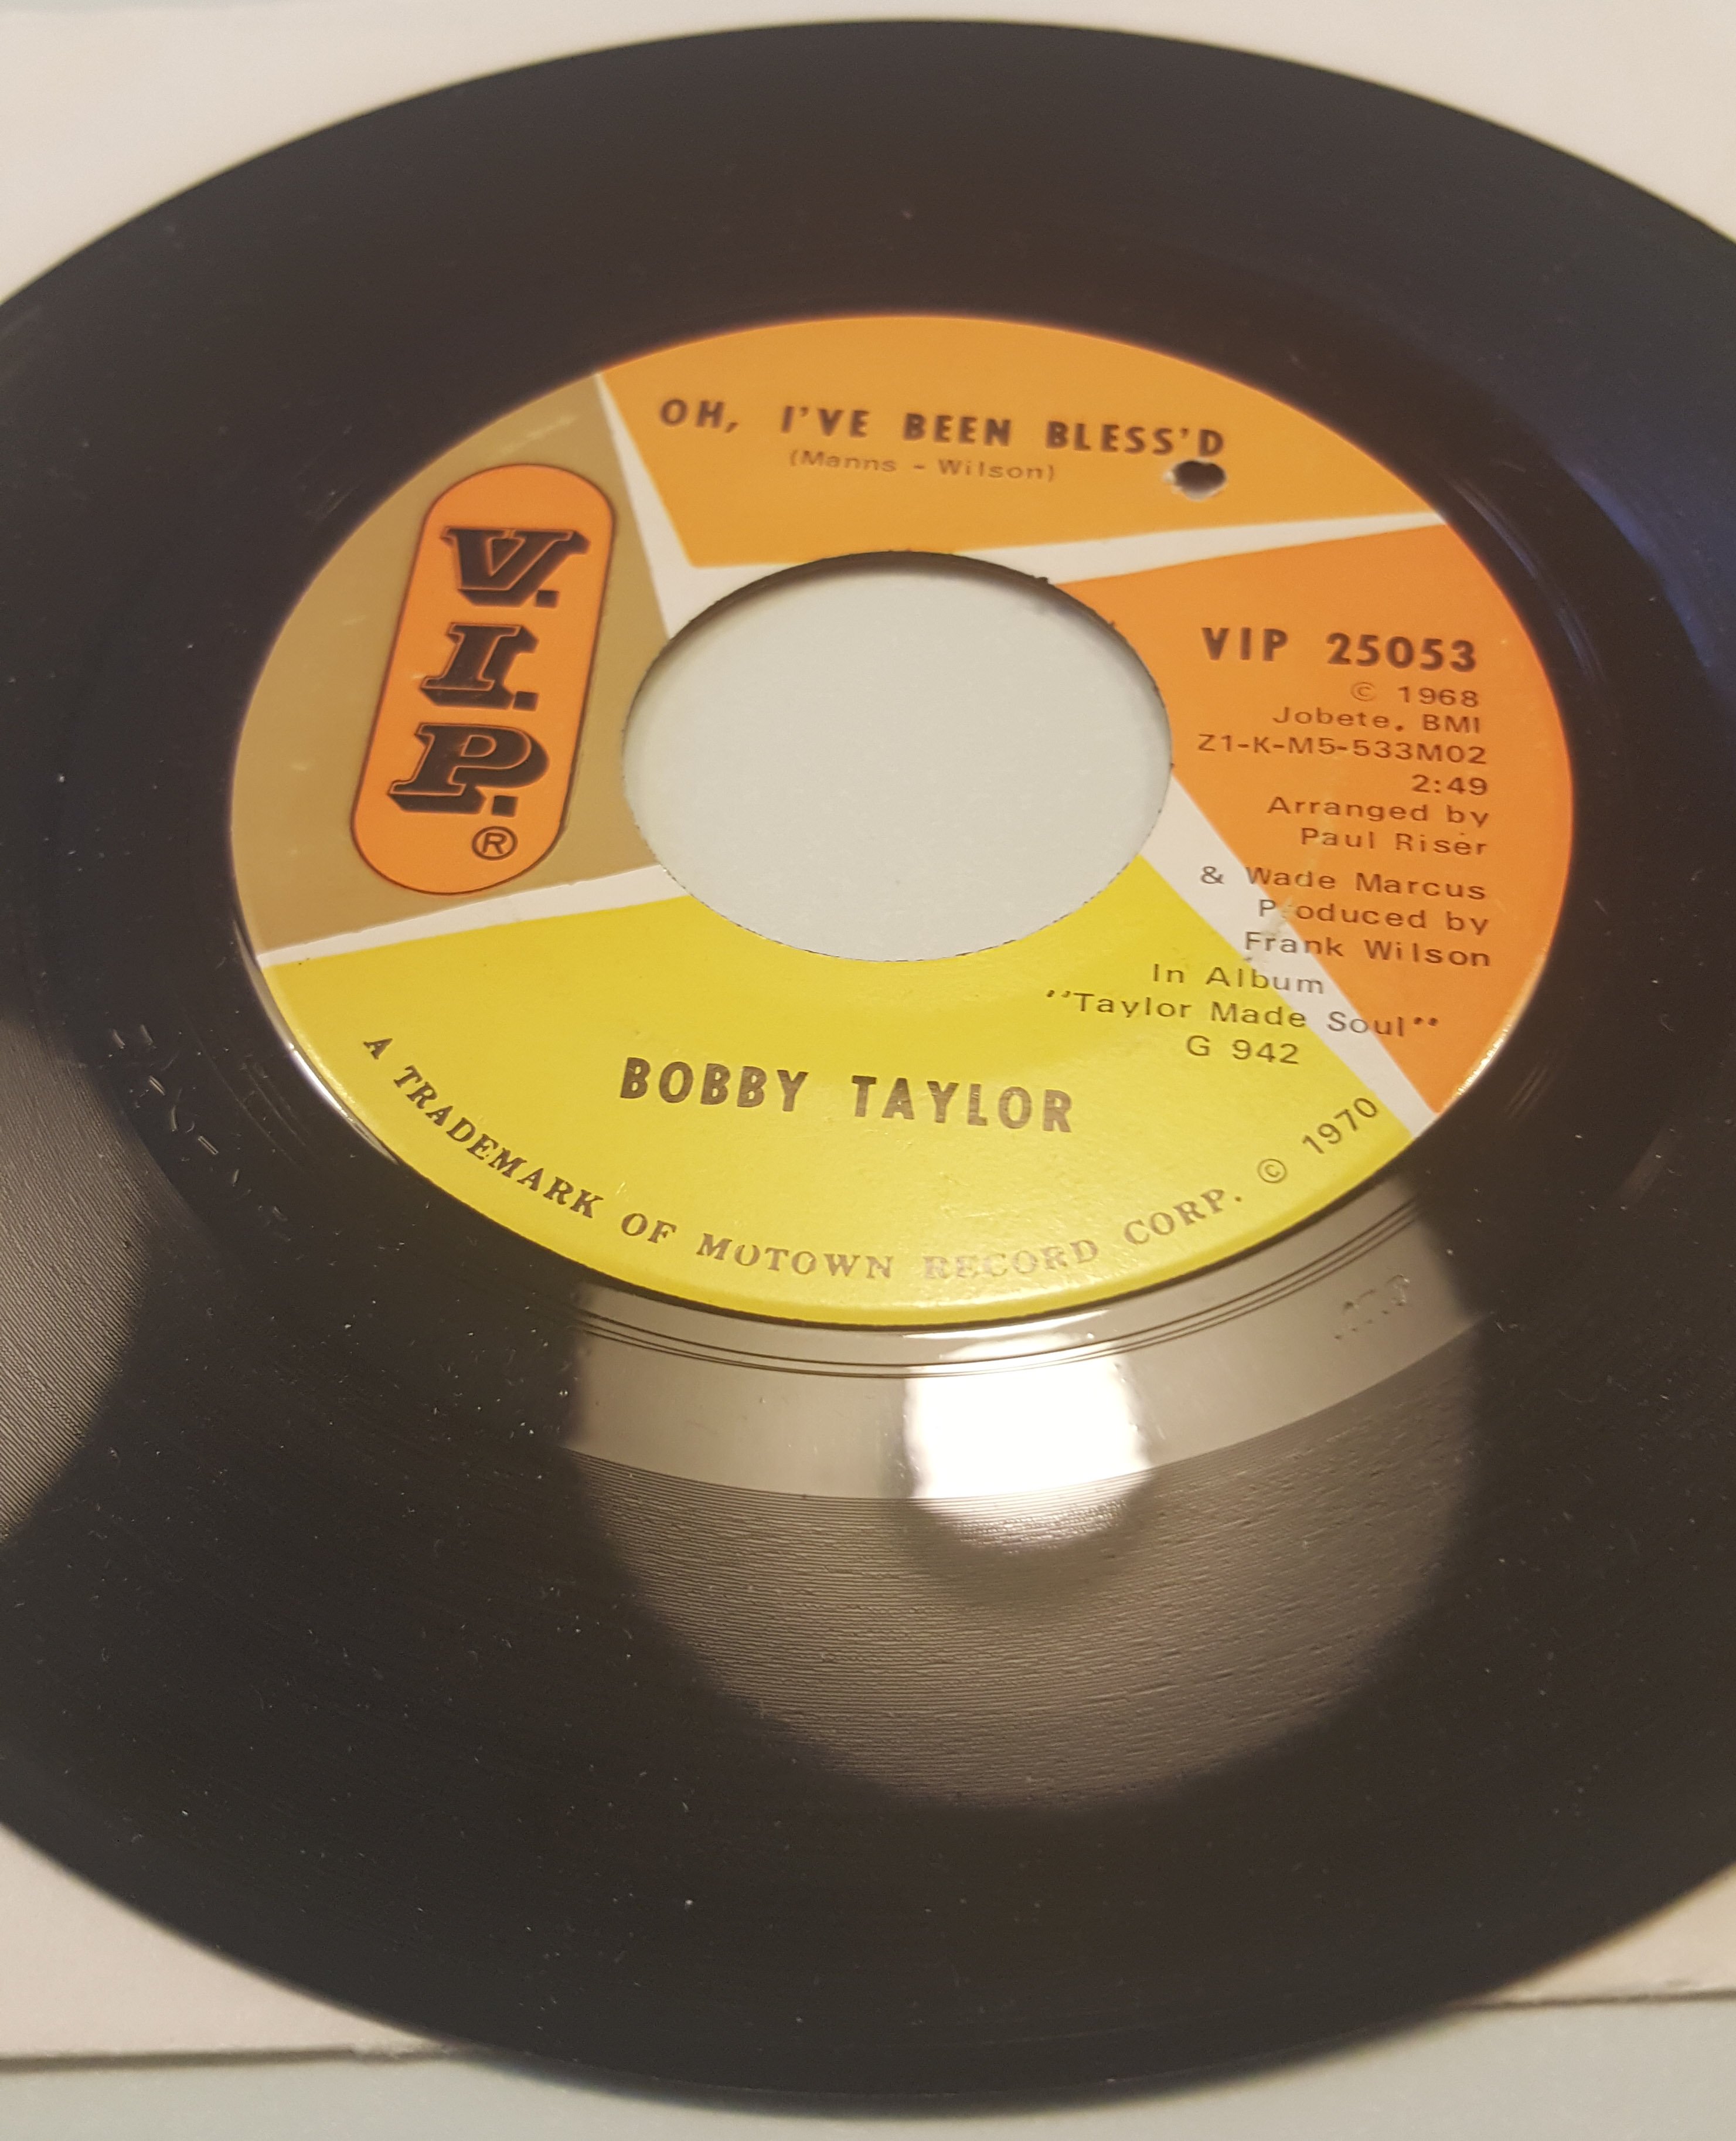 OH, I'VE BEEN BLESS'D
(Manns - Wilson)
V.I.P.®
VIP 25053
© 1968
Jobete. BMI
Z1-K-M5-533M02
2:49
Arranged by
Paul Riser
& Wade Marcus
Produced by
Frank Wilson
In Album
"Taylor Made Soul"
G 942
BOBBY TAYLOR
A TRADEMARK OF MOTOWN RECORD CORP. © 1970